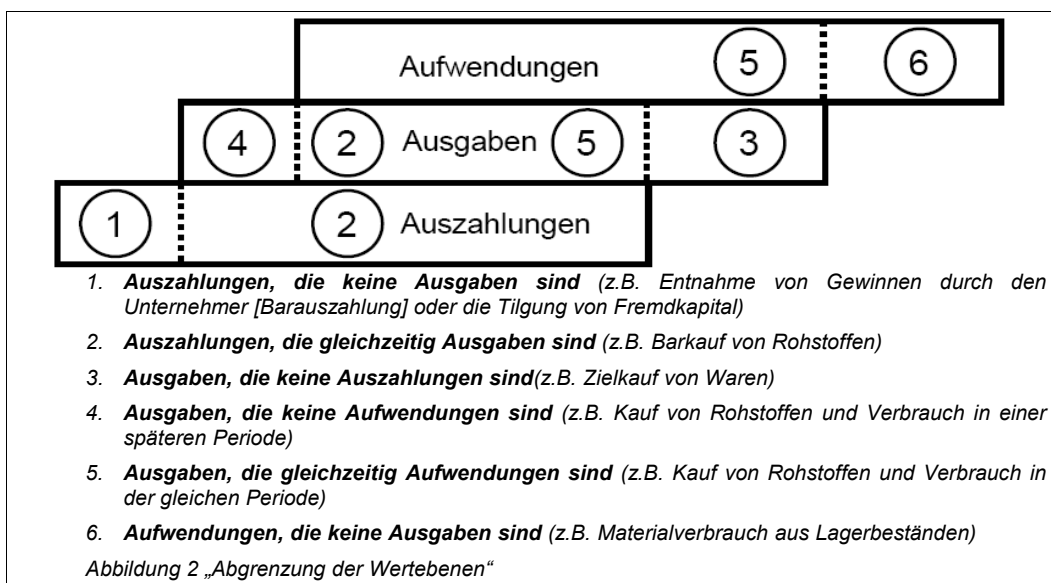 Aufwendungen 5 6
4 2 Ausgaben 5 3
1 2 Auszahlungen
1. Auszahlungen, die keine Ausgaben sind (z.B. Entnahme von Gewinnen durch den
Unternehmer [Barauszahlung] oder die Tilgung von Fremdkapital)
2. Auszahlungen, die gleichzeitig Ausgaben sind (z.B. Barkauf von Rohstoffen)
3. Ausgaben, die keine Auszahlungen sind(z.B. Zielkauf von Waren)
4. Ausgaben, die keine Aufwendungen sind (z.B. Kauf von Rohstoffen und Verbrauch in einer
späteren Periode)
5. Ausgaben, die gleichzeitig Aufwendungen sind (z.B. Kauf von Rohstoffen und Verbrauch in
der gleichen Periode)
6. Aufwendungen, die keine Ausgaben sind (z.B. Materialverbrauch aus Lagerbeständen)
Abbildung 2 „Abgrenzung der Wertebenen“